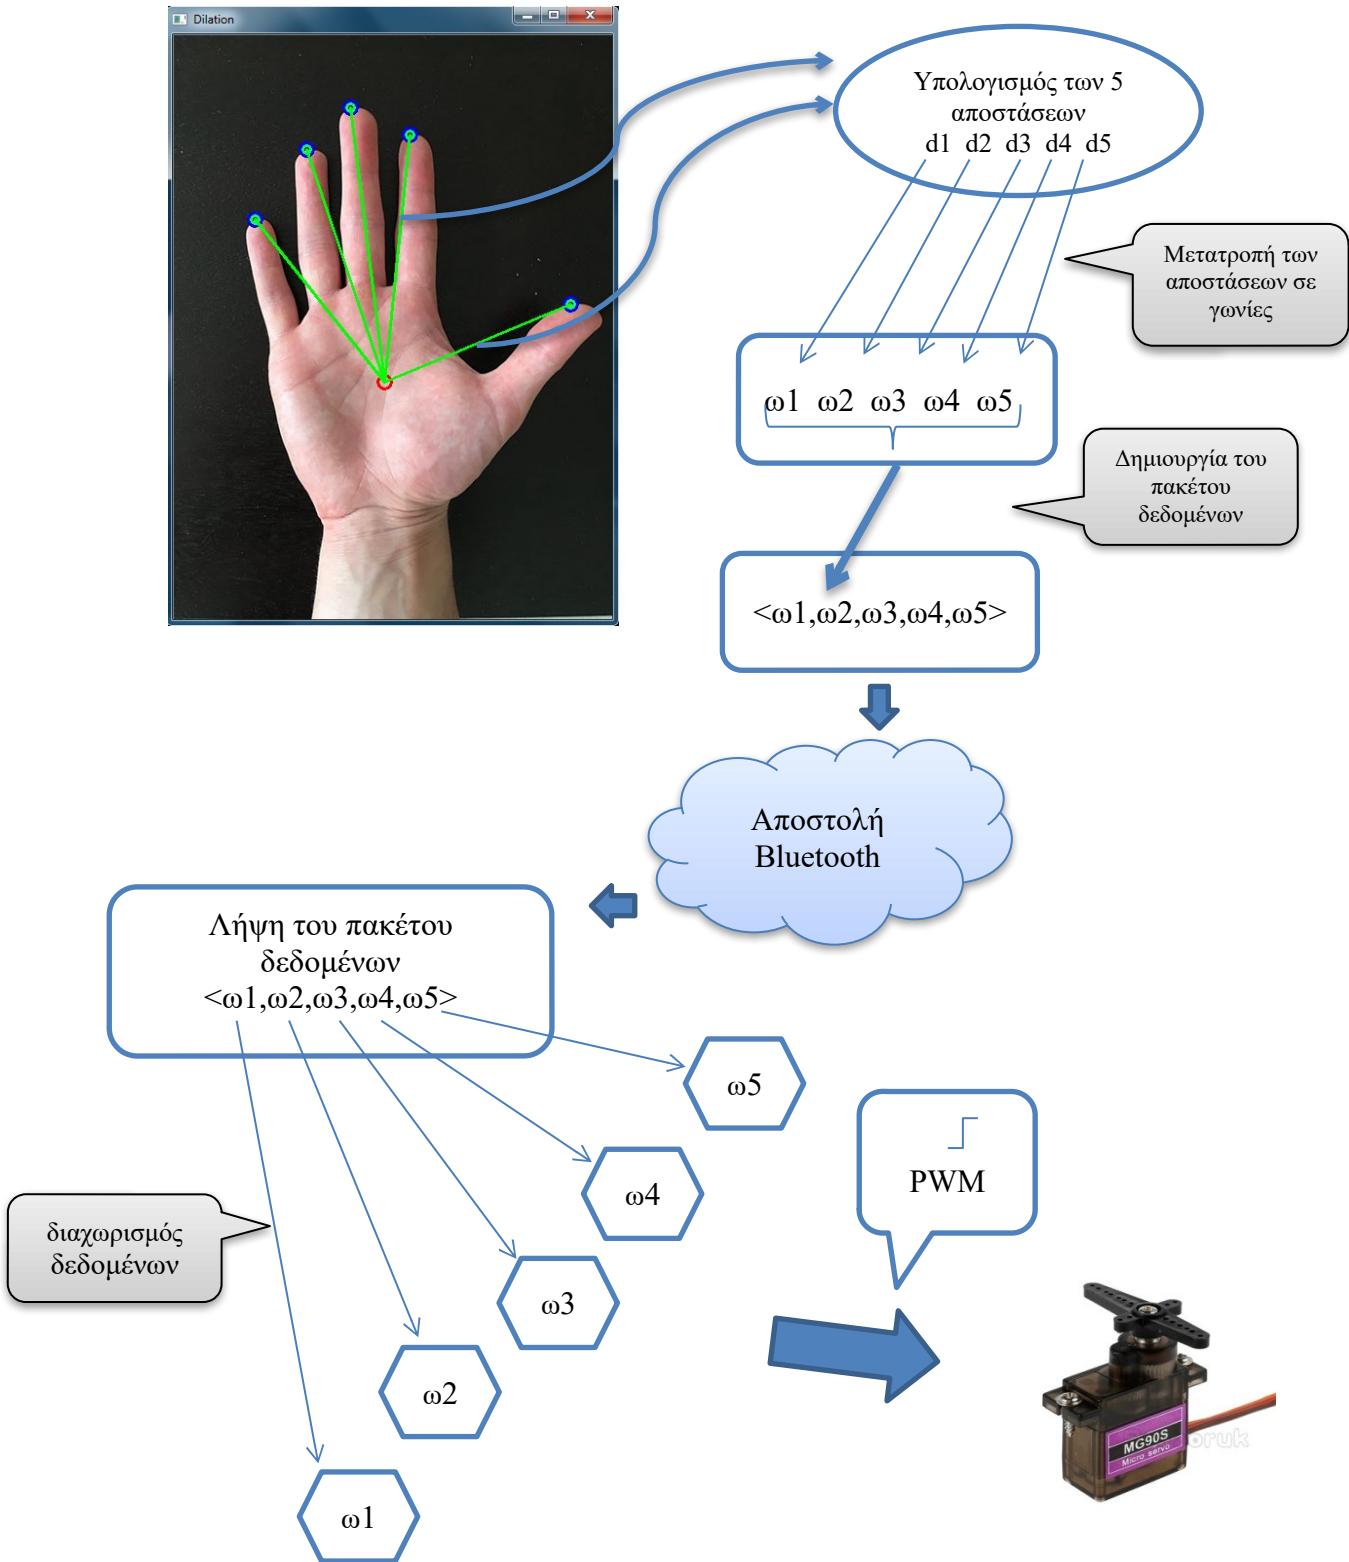 Dilation
Υπολογισμός των 5
αποστάσεων
d1 d2 d3 d4 d5
Μετατροπή των
αποστάσεων σε
γωνίες
ω1 ω2 ω3 ω4 ω5
Δημιουργία του
πακέτου
δεδομένων
<ω1,ω2,ω3,ω4,ω5>
Αποστολή
Bluetooth
Λήψη του πακέτου
δεδομένων
<ω1,ω2,ω3,ω4,ω5>
ω5
PWM
ω4
διαχωρισμός
δεδομένων
ω3
ω2
MG90S
Micro servo
ω1